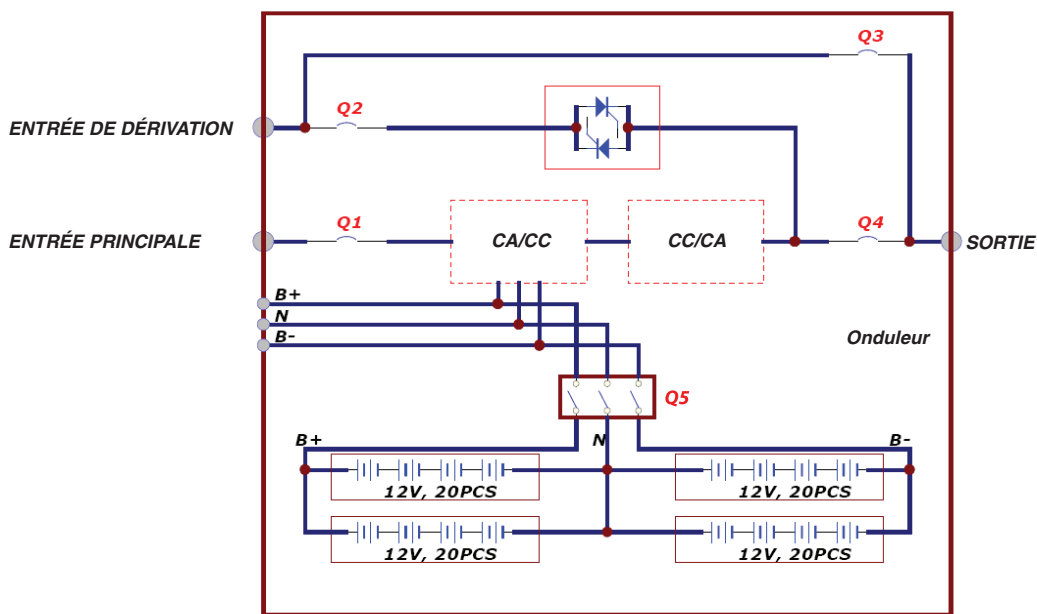 Q3
Q2
ENTRÉE DE DÉRIVATION
Q1
Q4
ENTRÉE PRINCIPALE
CA/CC
CC/CA
SORTIE
B+
N
B-
Onduleur
Q5
B+
N
B-
12V, 20PCS
12V, 20PCS
12V, 20PCS
12V, 20PCS